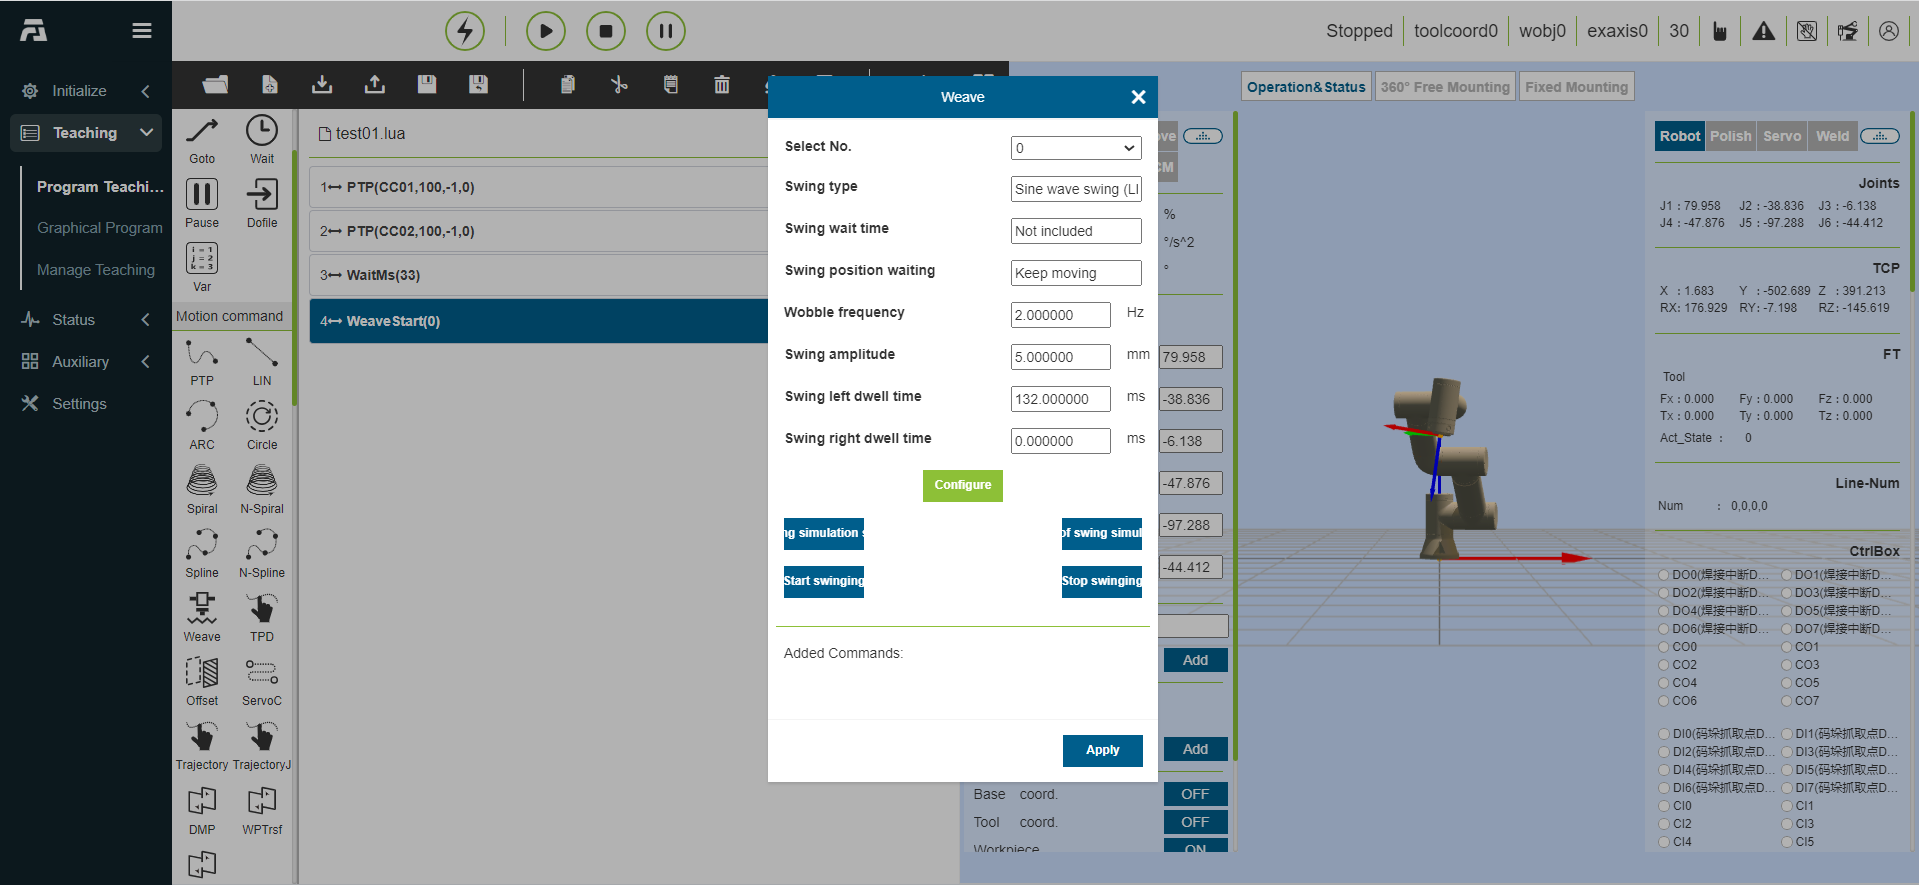 Stopped
toolcoord0
wobj0
exaxis0
30
Initialize
Teaching
Program Teachi...
Graphical Program
Manage Teaching
Status
Auxiliary
Settings
Goto
Wait
Pause
Dofile
i = 1
j = 2
k = 3
Var
Motion command
PTP
LIN
ARC
Circle
Spiral
N-Spiral
Spline
N-Spline
Weave
TPD
Offset
ServoC
Trajectory
TrajectoryJ
DMP
WPTrsf
test01.lua
1 PTP(CC01,100,-1,0)
2 PTP(CC02,100,-1,0)
3 WaitMs(33)
4 WeaveStart(0)
Weave
Select No.
0
Swing type
Sine wave swing (LI
Swing wait time
Not included
Swing position waiting
Keep moving
Wobble frequency
2.000000
Hz
Swing amplitude
5.000000
mm
Swing left dwell time
132.000000
ms
Swing right dwell time
0.000000
ms
Configure
ng simulation s
of swing simul
Start swinging
Stop swinging
Added Commands:
Apply
ove
CM
%
°/s^2
°
79.958
-38.836
-6.138
-47.876
-97.288
-44.412
Add
Add
Base coord.
OFF
Tool coord.
OFF
Workpiece
ON
Operation&Status
360° Free Mounting
Fixed Mounting
Robot
Polish
Servo
Weld
Joints
J1 : 79.958 J2 : -38.836 J3 : -6.138
J4 : -47.876 J5 : -97.288 J6 : -44.412
TCP
X : 1.683 Y : -502.689 Z : 391.213
RX: 176.929 RY: -7.198 RZ: -145.619
FT
Tool
Fx : 0.000 Fy : 0.000 Fz : 0.000
Tx : 0.000 Ty : 0.000 Tz : 0.000
Act_State : 0
Line-Num
Num : 0,0,0,0
CtrlBox
DO0(焊接中断D... DO1(焊接中断D...
DO2(焊接中断D... DO3(焊接中断D...
DO4(焊接中断D... DO5(焊接中断D...
DO6(焊接中断D... DO7(焊接中断D...
CO0 CO1
CO2 CO3
CO4 CO5
CO6 CO7
DI0(码垛抓取点D... DI1(码垛抓取点D...
DI2(码垛抓取点D... DI3(码垛抓取点D...
DI4(码垛抓取点D... DI5(码垛抓取点D...
DI6(码垛抓取点D... DI7(码垛抓取点D...
CI0 CI1
CI2 CI3
CI4 CI5